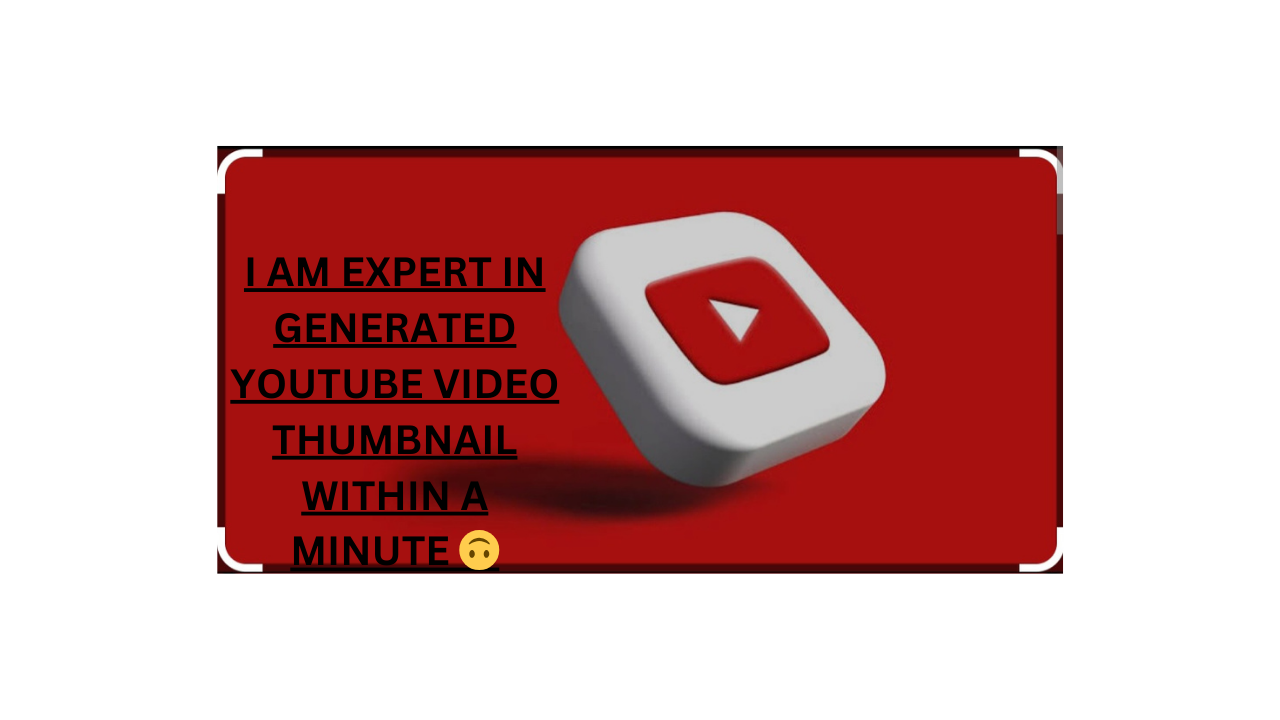 I AM EXPERT IN
GENERATED
YOUTUBE VIDEO
THUMBNAIL
WITHIN A
MINUTE 🙃